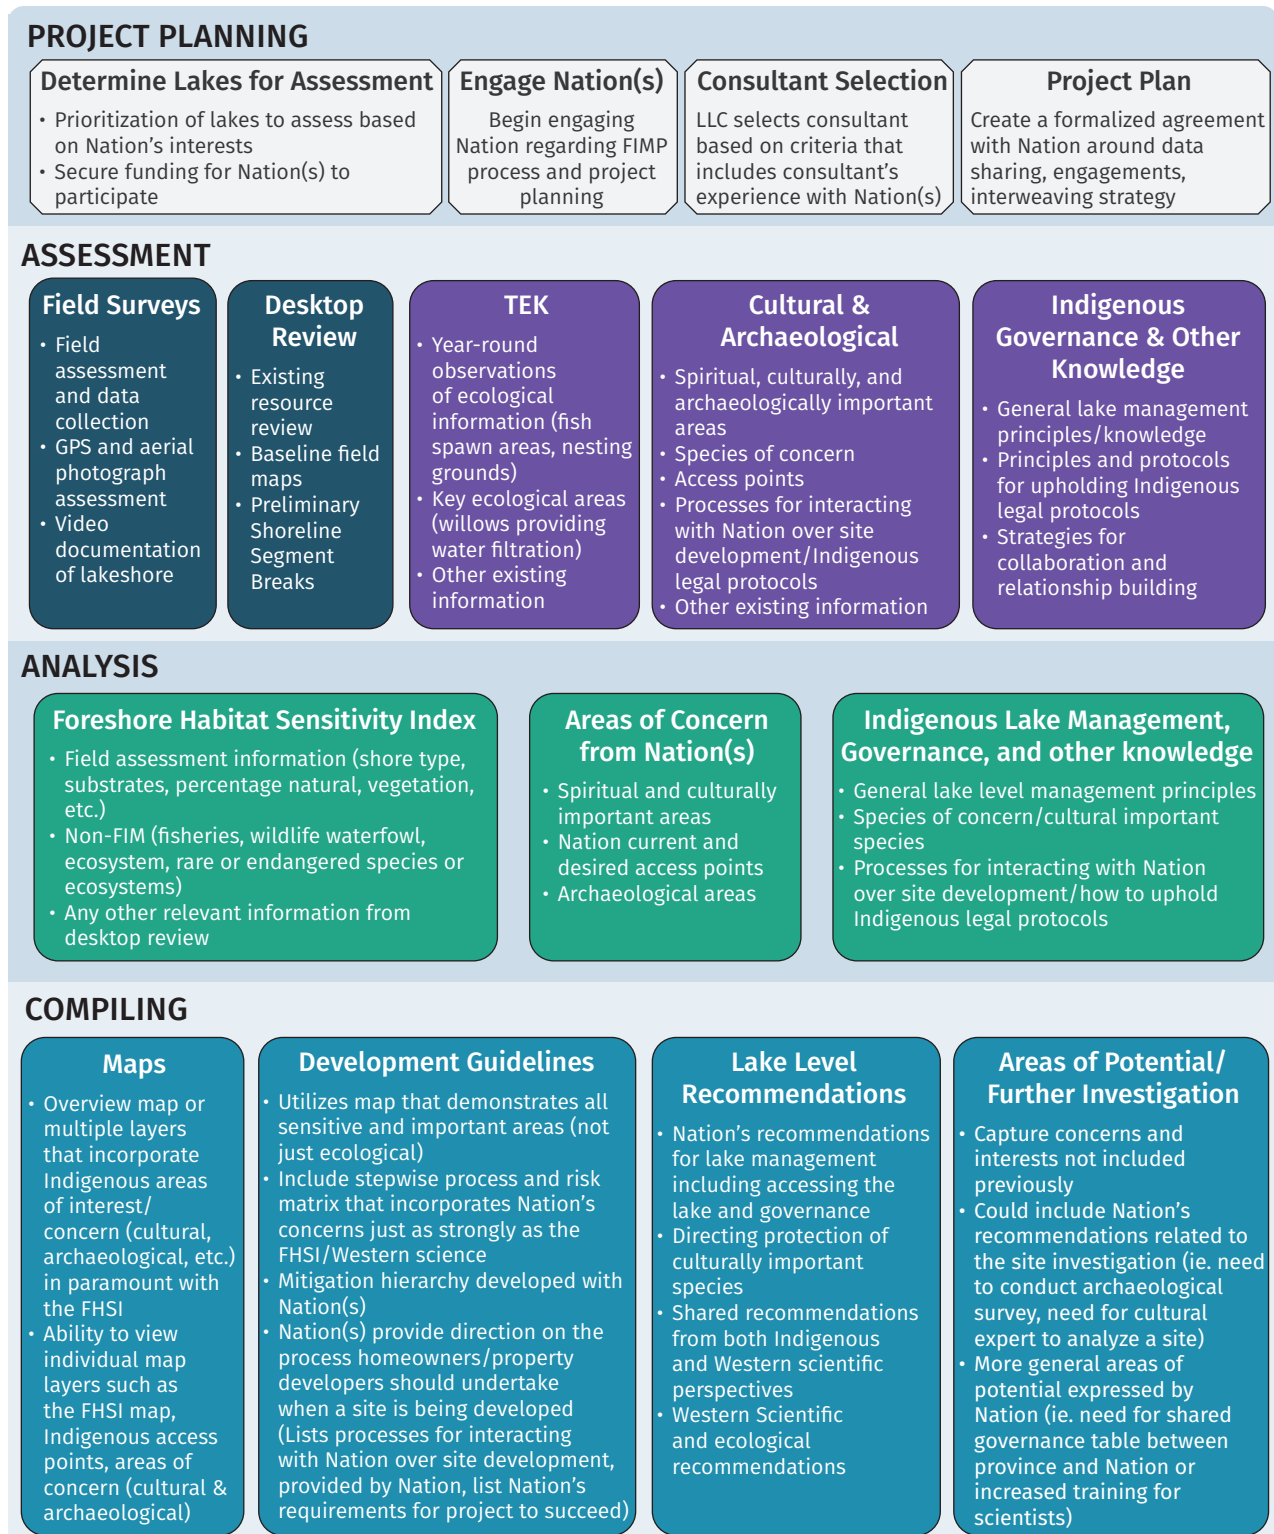 PROJECT PLANNING
Determine Lakes for Assessment
• Prioritization of lakes to assess based
on Nation's interests
• Secure funding for Nation(s) to
participate
Engage Nation(s)
Begin engaging
Nation regarding FIMP
process and project
planning
Consultant Selection
LLC selects consultant
based on criteria that
includes consultant's
experience with Nation(s)
Project Plan
Create a formalized agreement
with Nation around data
sharing, engagements,
interweaving strategy
ASSESSMENT
Field Surveys
• Field
assessment
and data
collection
• GPS and aerial
photograph
assessment
• Video
documentation
of lakeshore
Desktop
Review
• Existing
resource
review
• Baseline field
maps
• Preliminary
Shoreline
Segment
Breaks
TEK
• Year-round
observations
of ecological
information (fish
spawn areas, nesting
grounds)
• Key ecological areas
(willows providing
water filtration)
• Other existing
information
Cultural &
Archaeological
• Spiritual, culturally, and
archaeologically important
areas
• Species of concern
• Access points
• Processes for interacting
with Nation over site
development/Indigenous
legal protocols
• Other existing information
Indigenous
Governance & Other
Knowledge
• General lake management
principles/knowledge
• Principles and protocols
for upholding Indigenous
legal protocols
• Strategies for
collaboration and
relationship building
ANALYSIS
Foreshore Habitat Sensitivity Index
• Field assessment information (shore type,
substrates, percentage natural, vegetation,
etc.)
• Non-FIM (fisheries, wildlife waterfowl,
ecosystem, rare or endangered species or
ecosystems)
• Any other relevant information from
desktop review
Areas of Concern
from Nation(s)
• Spiritual and culturally
important areas
• Nation current and
desired access points
• Archaeological areas
Indigenous Lake Management,
Governance, and other knowledge
• General lake level management principles
• Species of concern/cultural important
species
• Processes for interacting with Nation
over site development/how to uphold
Indigenous legal protocols
COMPILING
Maps
• Overview map or
multiple layers
that incorporate
Indigenous areas
of interest/
concern (cultural,
archaeological, etc.)
in paramount with
the FHSI
• Ability to view
individual map
layers such as
the FHSI map,
Indigenous access
points, areas of
concern (cultural &
archaeological)
Development Guidelines
• Utilizes map that demonstrates all
sensitive and important areas (not
just ecological)
• Include stepwise process and risk
matrix that incorporates Nation's
concerns just as strongly as the
FHSI/Western science
• Mitigation hierarchy developed with
Nation(s)
• Nation(s) provide direction on the
process homeowners/property
developers should undertake
when a site is being developed
(Lists processes for interacting
with Nation over site development,
provided by Nation, list Nation's
requirements for project to succeed)
Lake Level
Recommendations
• Nation's recommendations
for lake management
including accessing the
lake and governance
• Directing protection of
culturally important
species
• Shared recommendations
from both Indigenous
and Western scientific
perspectives
• Western Scientific
and ecological
recommendations
Areas of Potential/
Further Investigation
• Capture concerns and
interests not included
previously
• Could include Nation's
recommendations related to
the site investigation (ie. need
to conduct archaeological
survey, need for cultural
expert to analyze a site)
• More general areas of
potential expressed by
Nation (ie. need for shared
governance table between
province and Nation or
increased training for
scientists)